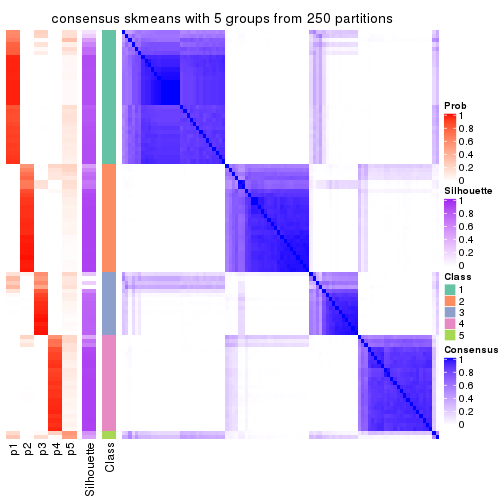 consensus skmeans with 5 groups from 250 partitions
Prob
1
0.8
0.6
0.4
0.2
0
Silhouette
1
0.8
0.6
0.4
0.2
0
Class
1
2
3
4
5
Consensus
1
0.8
0.6
0.4
0.2
0
p1
p2
p3
p4
p5
Silhouette
Class